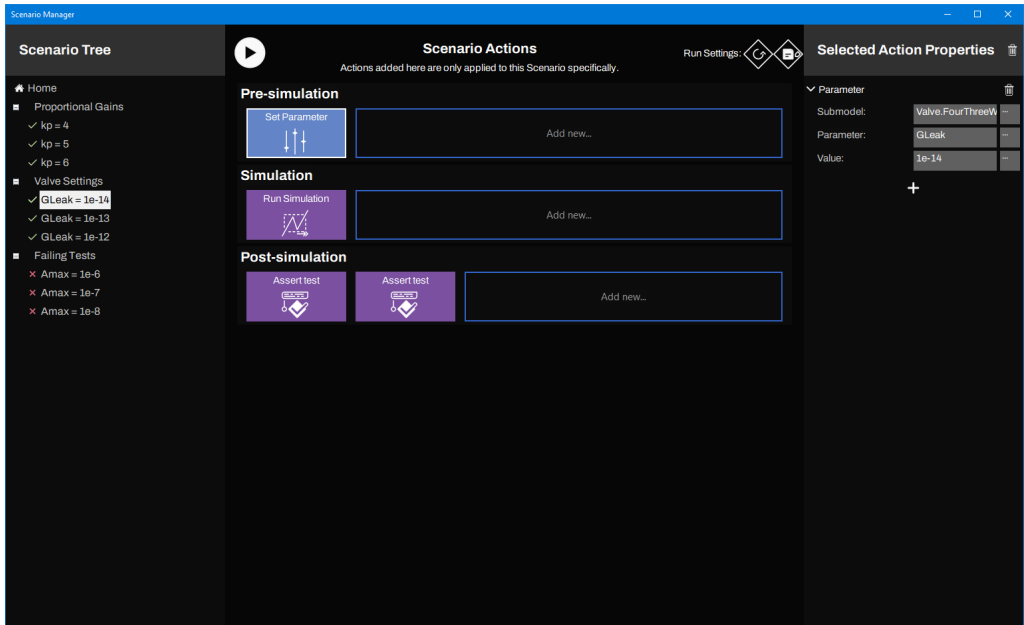 Scenario Manager
Scenario Tree
Home
Proportional Gains
kp = 4
kp = 5
kp = 6
Valve Settings
GLeak = 1e-14
GLeak = 1e-13
GLeak = 1e-12
Failing Tests
Amax = 1e-6
Amax = 1e-7
Amax = 1e-8
Scenario Actions
Run Settings:
Actions added here are only applied to this Scenario specifically.
Pre-simulation
Set Parameter
Add new...
Simulation
Run Simulation
Add new...
Post-simulation
Assert test
Assert test
Add new...
Selected Action Properties
Parameter
Submodel:
Valve.FourThreeW
Parameter:
GLeak
Value:
1e-14